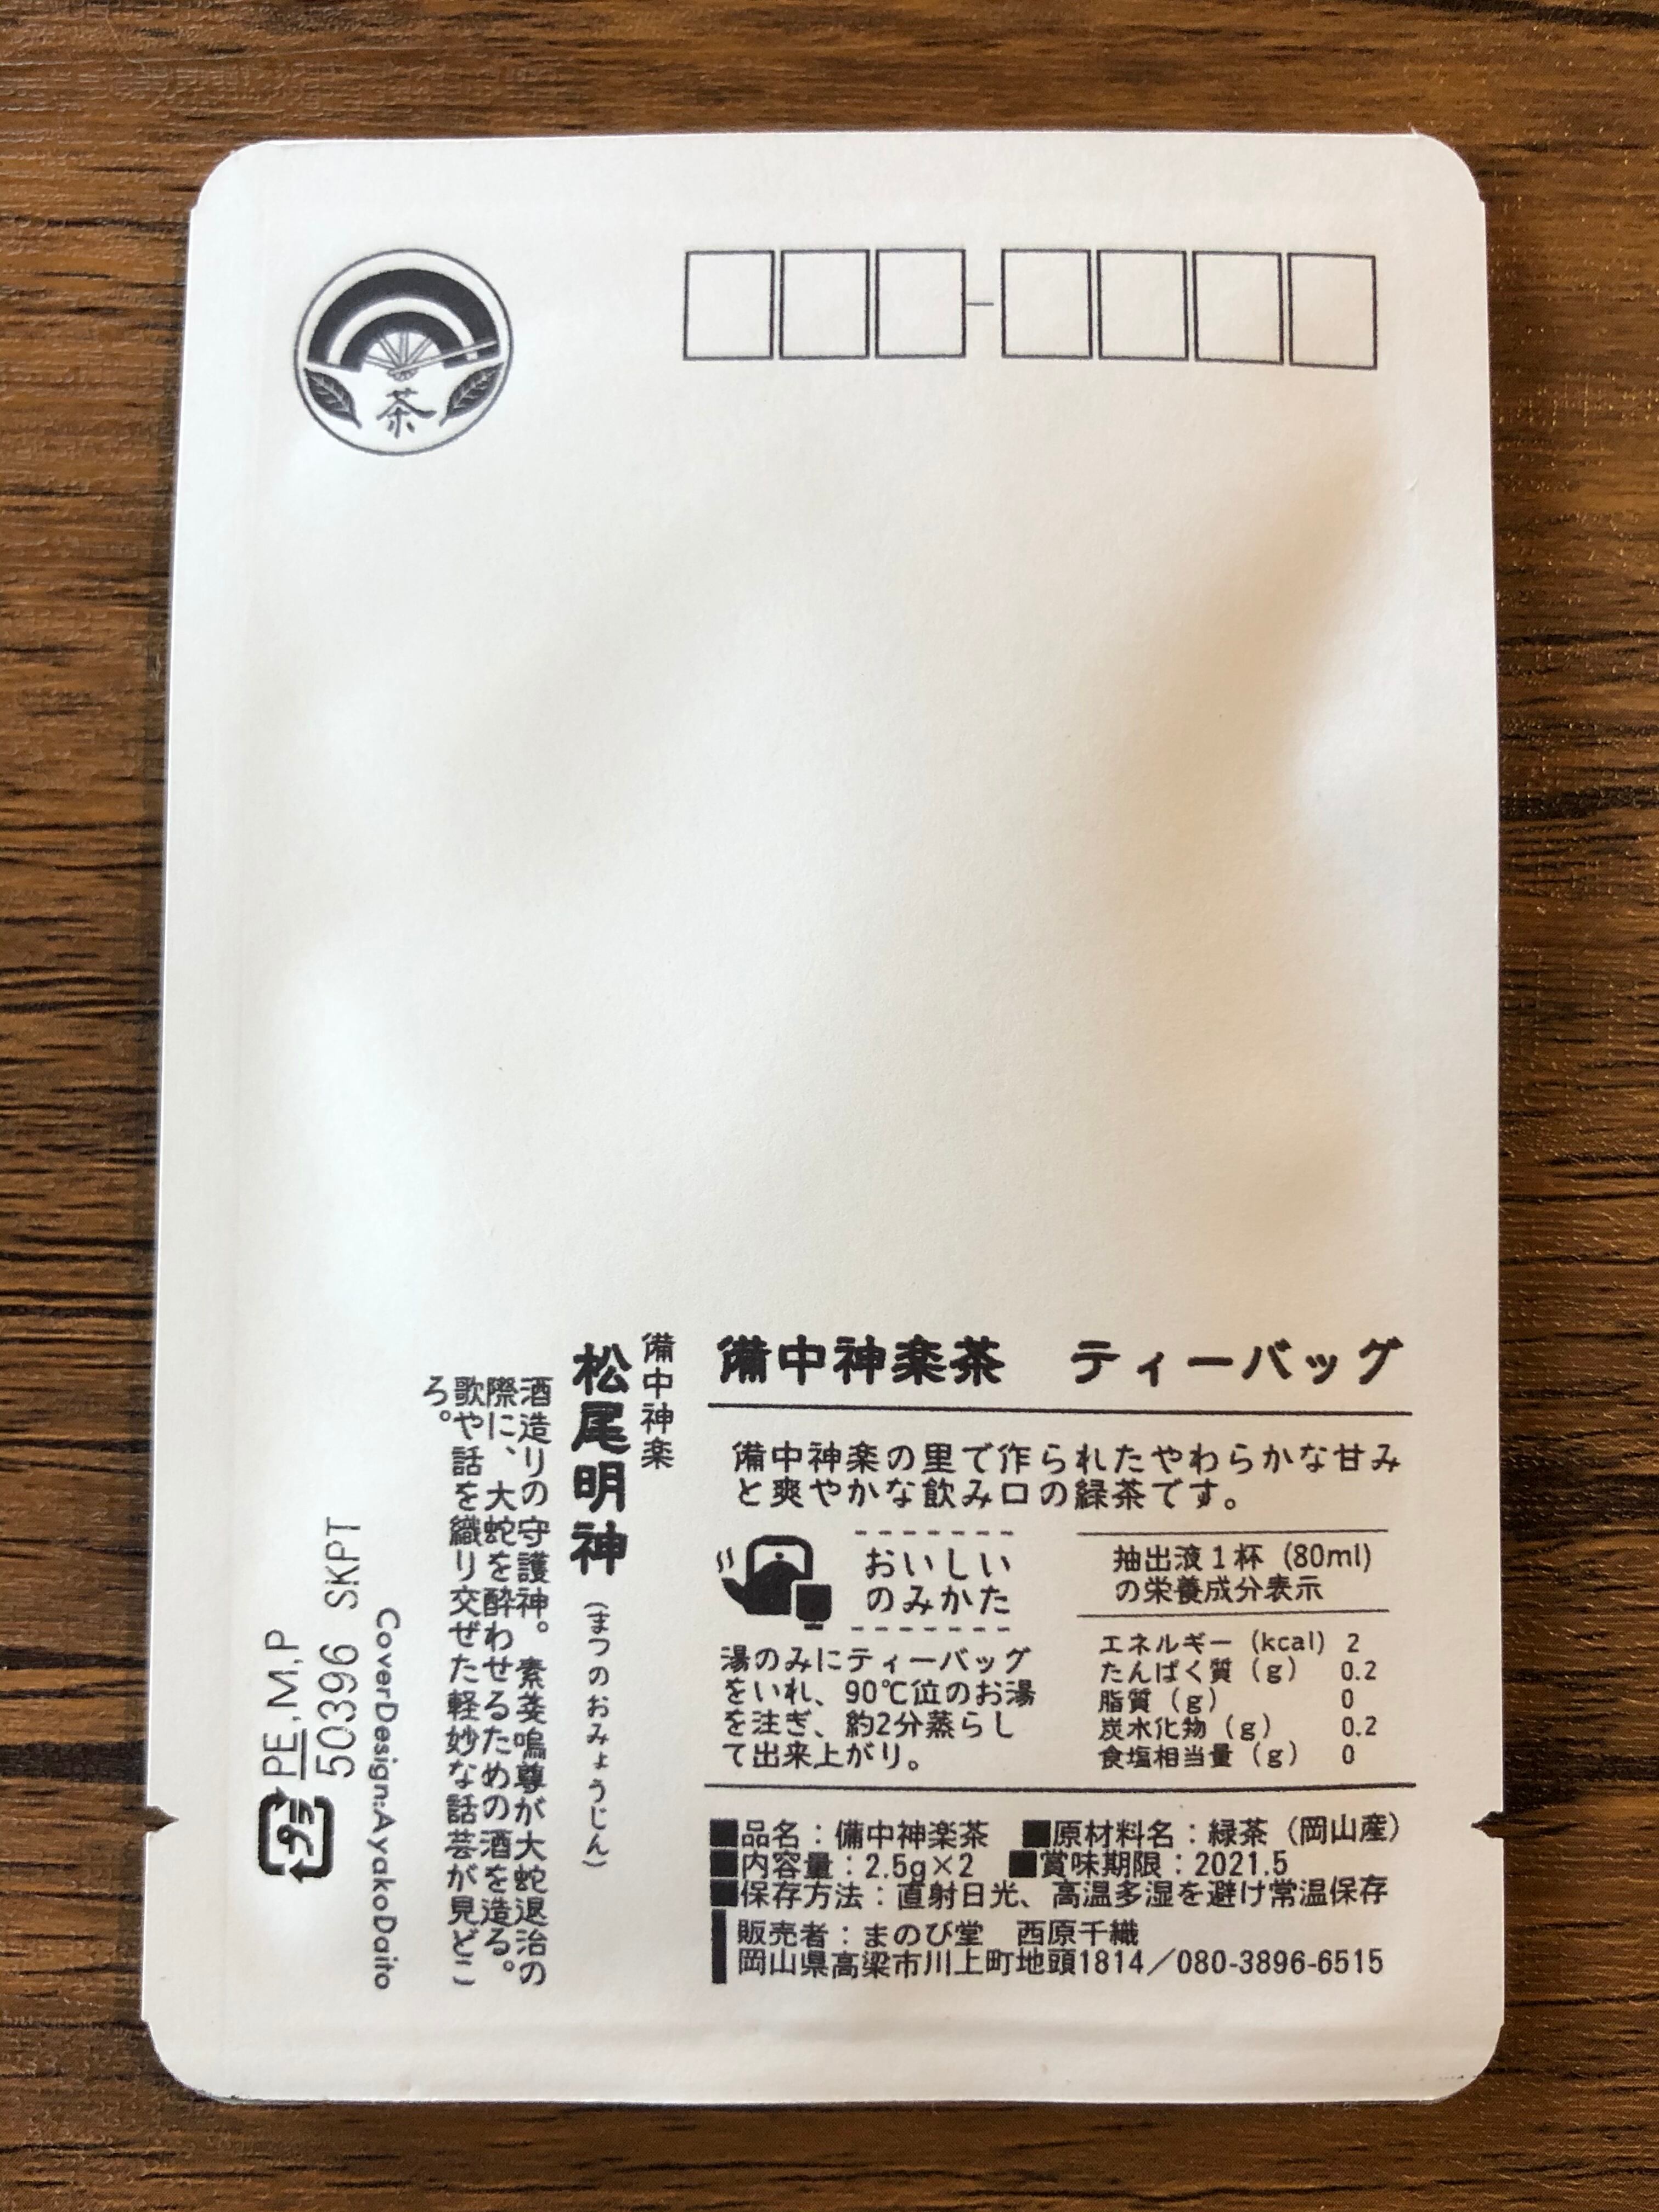 茶
備中神楽茶 ティーバッグ
備中神楽の里で作られたやわらかな甘み
と爽やかな飲み口の緑茶です。
おいしい
のみかた
湯のみにティーバッグ
をいれ、90℃位のお湯
を注ぎ、約2分蒸らし
て出来上がり。
抽出液1杯(80ml)
の栄養成分表示
エネルギー(kcal) 2
たんぱく質(g) 0.2
脂質(g) 0
炭水化物(g) 0.2
食塩相当量(g) 0
■品名:備中神楽茶 ■原材料名:緑茶(岡山産)
■内容量:2.5g×2 ■賞味期限:2021.5
■保存方法:直射日光、高温多湿を避け常温保存
販売者:まのび堂 西原千織
岡山県高梁市川上町地頭1814/080-3896-6515
備中神楽
松尾明神(まつのおみょうじん)
酒造りの守護神。素戔嗚尊が大蛇退治の
際に、大蛇を酔わせるための酒を造る。
歌や話を織り交ぜた軽妙な話芸が見どこ
ろ。
CoverDesign:AyakoDaito
50396 SKPT
プラ PE,M,P